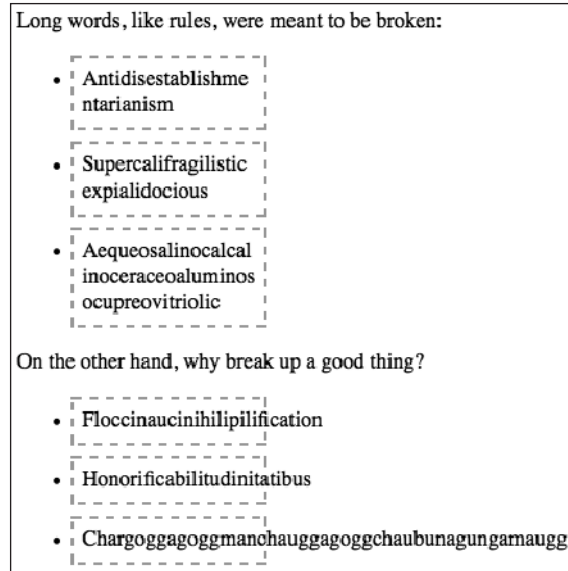 Long words, like rules, were meant to be broken:
Antidisestablishme
ntarianism
Supercalifragilistic
expialidocious
Aequeosalinocalcal
inoceraceoaluminos
ocupreovitriolic
On the other hand, why break up a good thing?
Floccinaucinihilipilification
Honorificabilitudinitatibus
Chargoggagoggmanchauggagoggchaubunagungamaugg